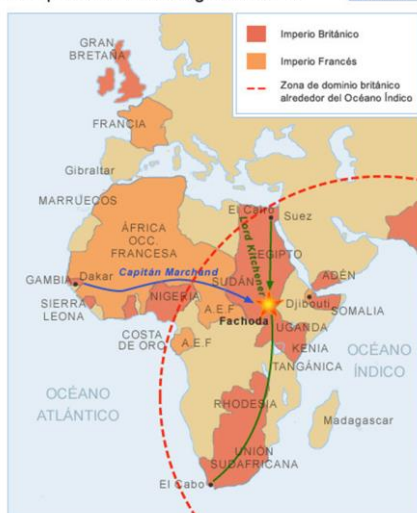 Imperio Británico
Imperio Francés
Zona de dominio británico
alrededor del Océano Índico
GRAN
BRETAÑA
FRANCIA
Gibraltar
MARRUECOS
El Cairo
Suez
ÁFRICA
OCC.
FRANCESA
EGIPTO
Lord Kitchener
Capitán Marchand
GAMBIA
Dakar
SUDÁN
ADÉN
SIERRA
LEONA
NIGERIA
A.E.F
Djibouti
SOMALIA
Fachoda
COSTA
DE ORO
A.E.F
UGANDA
KENIA
TANGÁNICA
OCÉANO
ÍNDICO
OCÉANO
ATLÁNTICO
RHODESIA
Madagascar
UNIÓN
SUDAFRICANA
El Cabo